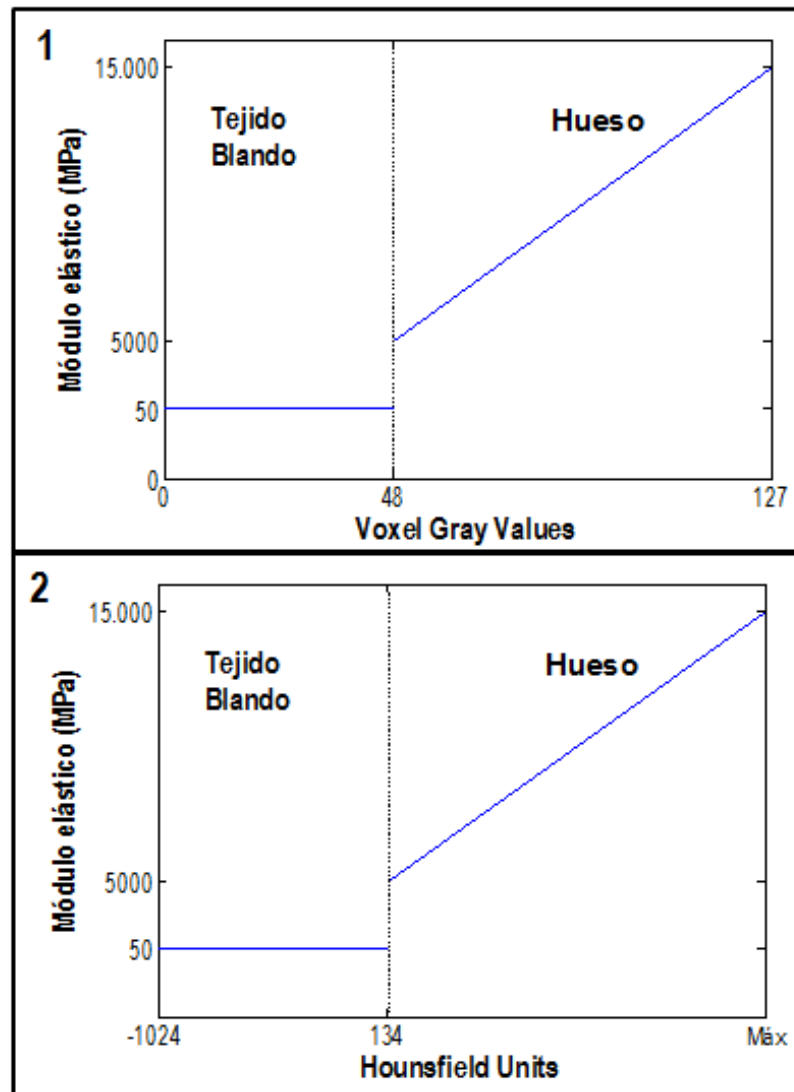 1
15.000
Tejido
Blando
Hueso
Módulo elástico (MPa)
5000
50
0
0
48
127
Voxel Gray Values
2
15.000
Tejido
Blando
Hueso
Módulo elástico (MPa)
5000
50
-1024
134
Máx
Hounsfield Units